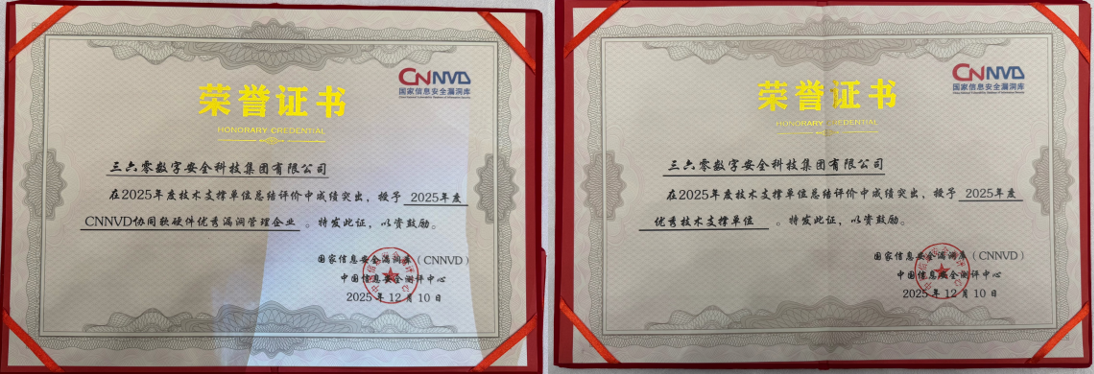 CNNVD
国家信息安全漏洞库
荣誉证书
HONORARY CREDENTIAL
三六零数字安全科技集团有限公司
在2025年度技术支撑单位总结评价中成绩突出，授予 2025年度
CNNVD协同软硬件优秀漏洞管理企业 。特发此证，以资鼓励。
国家信息安全漏洞库（CNNVD）
中国信息安全测评中心
2025年12月10日
CNNVD
国家信息安全漏洞库
荣誉证书
HONORARY CREDENTIAL
三六零数字安全科技集团有限公司
在2025年度技术支撑单位总结评价中成绩突出，授予 2025年度
优秀技术支撑单位 。特发此证，以资鼓励。
国家信息安全漏洞库（CNNVD）
中国信息安全测评中心
2025年12月10日